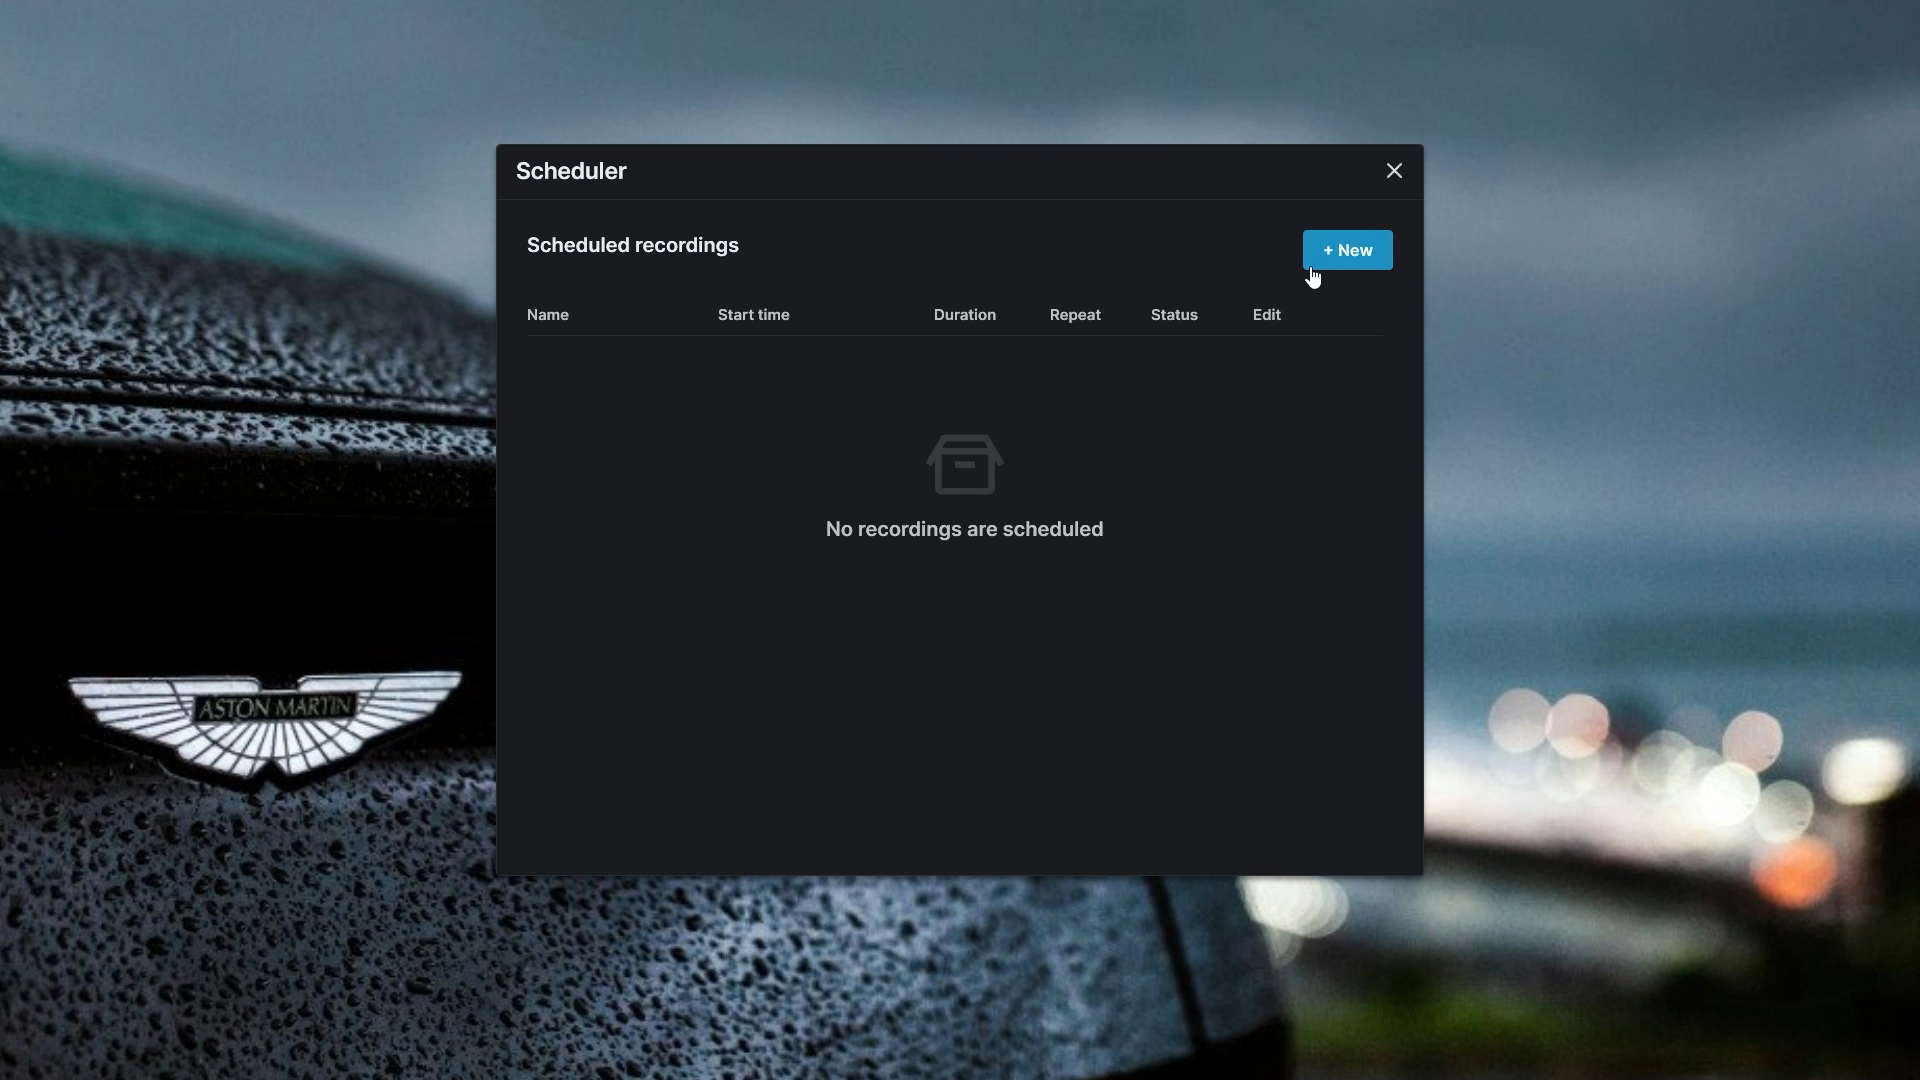 Scheduler
Scheduled recordings
+ New
Name Start time Duration Repeat Status Edit
No recordings are scheduled
ASTON MARTIN